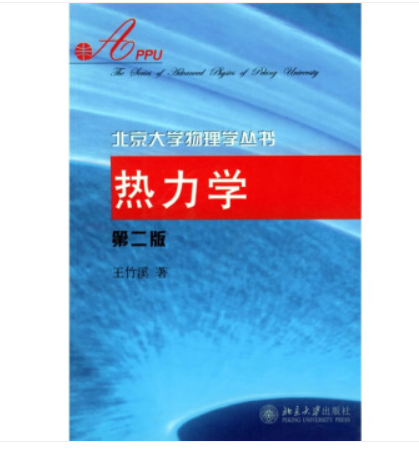 APPU
The Series of Advanced Physics of Peking University
北京大学物理学丛书
热力学
第二版
王竹溪 著
北京大学出版社
PEKING UNIVERSITY PRESS